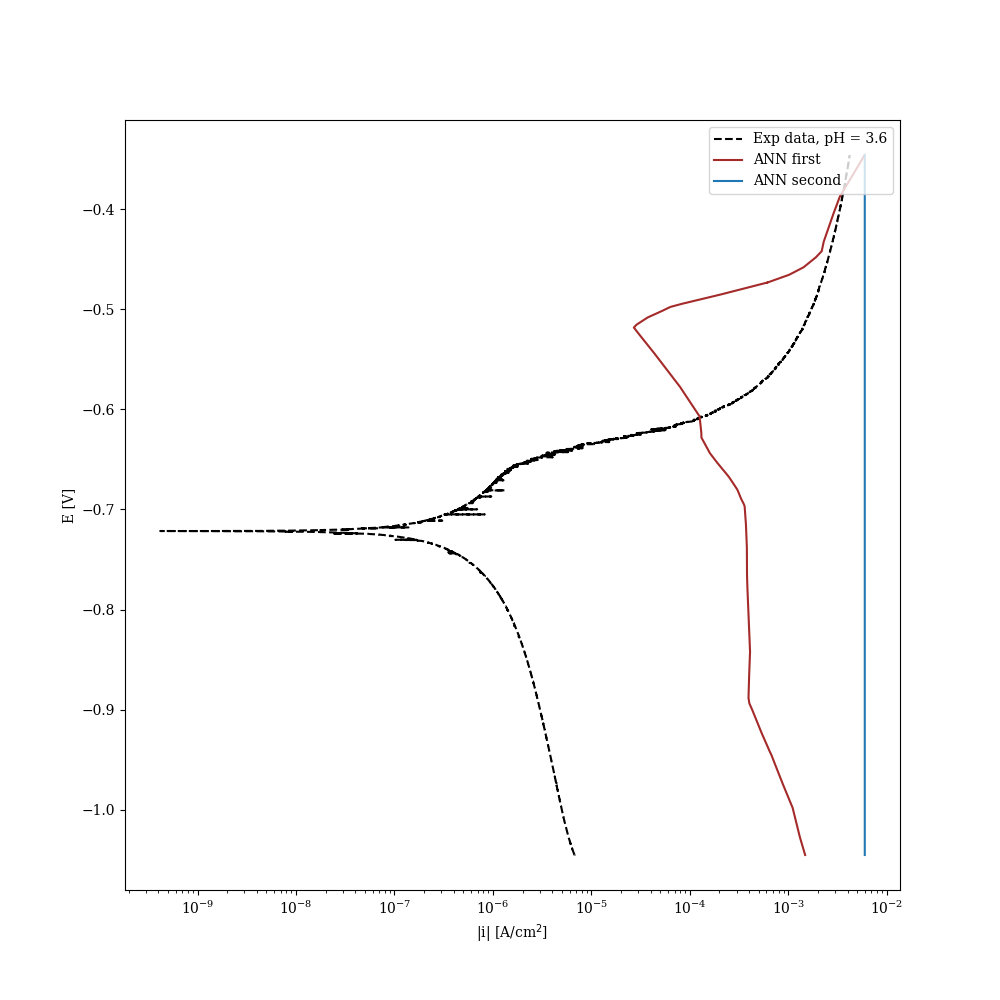 Exp data, pH = 3.6
ANN first
ANN second
−0.4
−0.5
−0.6
−0.7
−0.8
−0.9
−1.0
E [V]
10⁻⁹ 10⁻⁸ 10⁻⁷ 10⁻⁶ 10⁻⁵ 10⁻⁴ 10⁻³ 10⁻²
|i| [A/cm²]